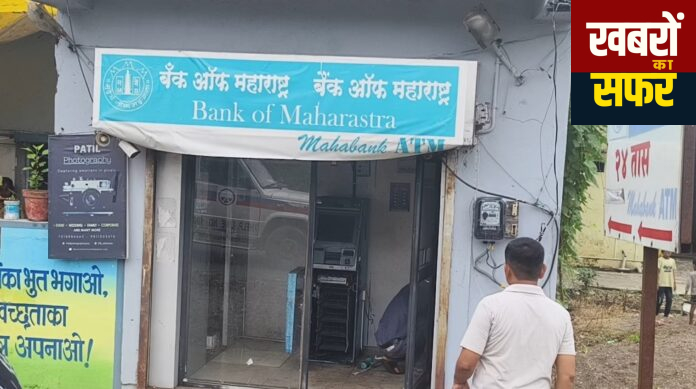 खबरों
का
सफर
बँक ऑफ महाराष्ट्र बैंक ऑफ महाराष्ट्र
Bank of Maharastra
Mahabank ATM
PATIL
Photography
२४ तास
Mahabank ATM
का भुत भगाओ,
वच्छताका
अपनाओ!